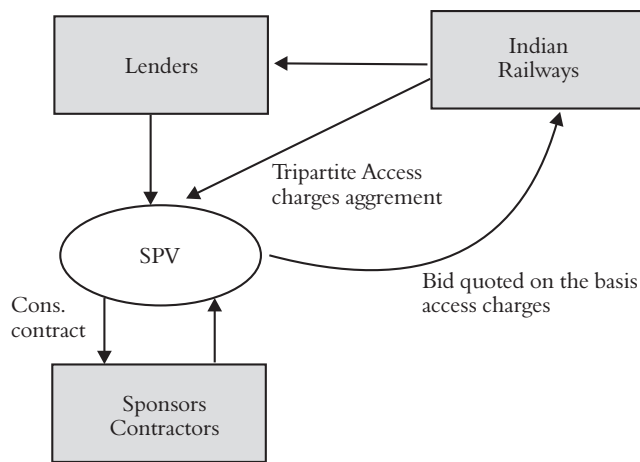 Lenders
Indian
Railways
Tripartite Access
charges aggrement
SPV
Bid quoted on the basis
access charges
Cons.
contract
Sponsors
Contractors